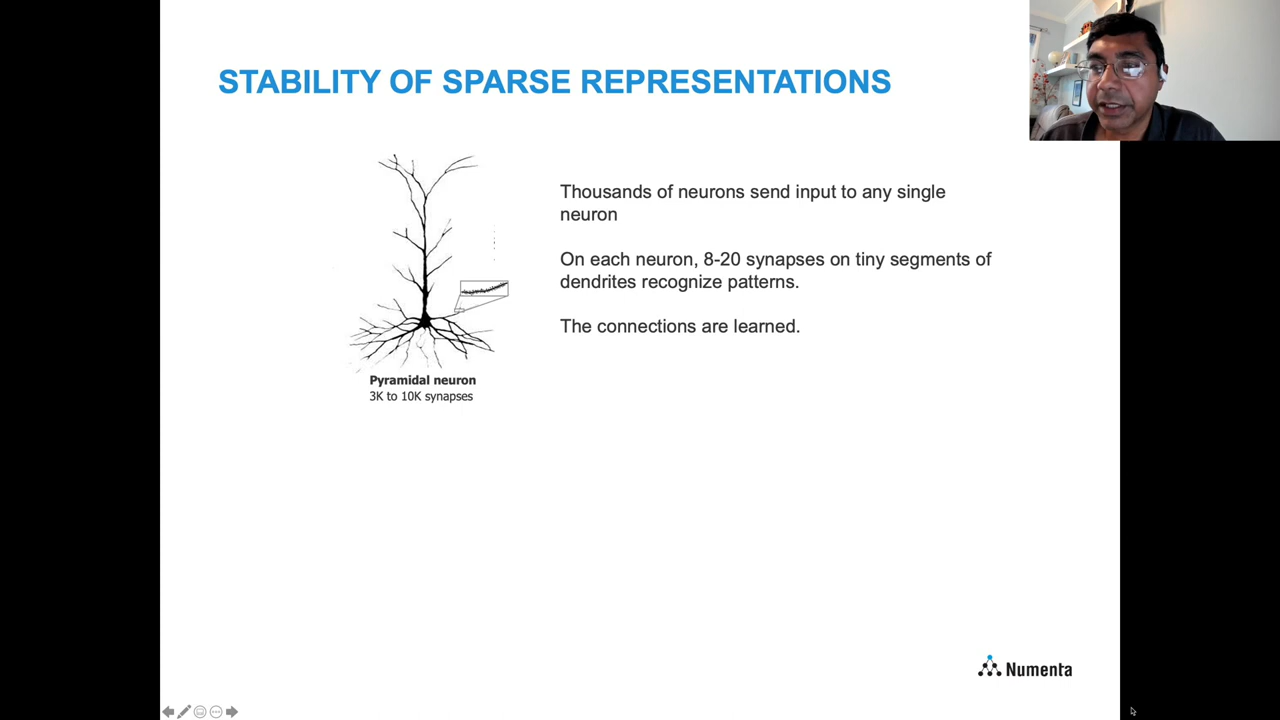 STABILITY OF SPARSE REPRESENTATIONS
Thousands of neurons send input to any single
neuron
On each neuron, 8-20 synapses on tiny segments of
dendrites recognize patterns.
The connections are learned.
Pyramidal neuron
3K to 10K synapses
Numenta